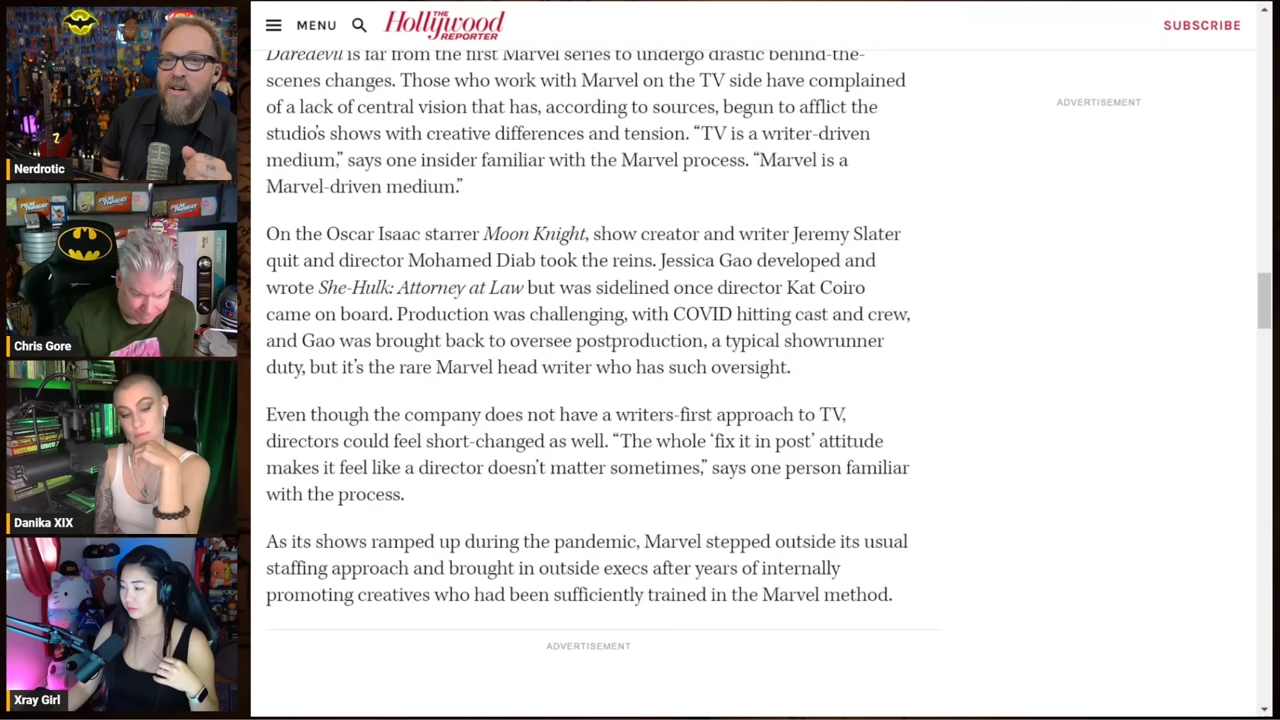 MENU
THE
Hollywood
REPORTER
SUBSCRIBE
Daredevil is far from the first Marvel series to undergo drastic behind-the-
scenes changes. Those who work with Marvel on the TV side have complained
of a lack of central vision that has, according to sources, begun to afflict the
studio’s shows with creative differences and tension. “TV is a writer-driven
medium,” says one insider familiar with the Marvel process. “Marvel is a
Marvel-driven medium.”
On the Oscar Isaac starrer Moon Knight, show creator and writer Jeremy Slater
quit and director Mohamed Diab took the reins. Jessica Gao developed and
wrote She-Hulk: Attorney at Law but was sidelined once director Kat Coiro
came on board. Production was challenging, with COVID hitting cast and crew,
and Gao was brought back to oversee postproduction, a typical showrunner
duty, but it’s the rare Marvel head writer who has such oversight.
Even though the company does not have a writers-first approach to TV,
directors could feel short-changed as well. “The whole ‘fix it in post’ attitude
makes it feel like a director doesn’t matter sometimes,” says one person familiar
with the process.
As its shows ramped up during the pandemic, Marvel stepped outside its usual
staffing approach and brought in outside execs after years of internally
promoting creatives who had been sufficiently trained in the Marvel method.
ADVERTISEMENT
ADVERTISEMENT
Nerdrotic
FILM THREAT
Chris Gore
Danika XIX
Xray Girl